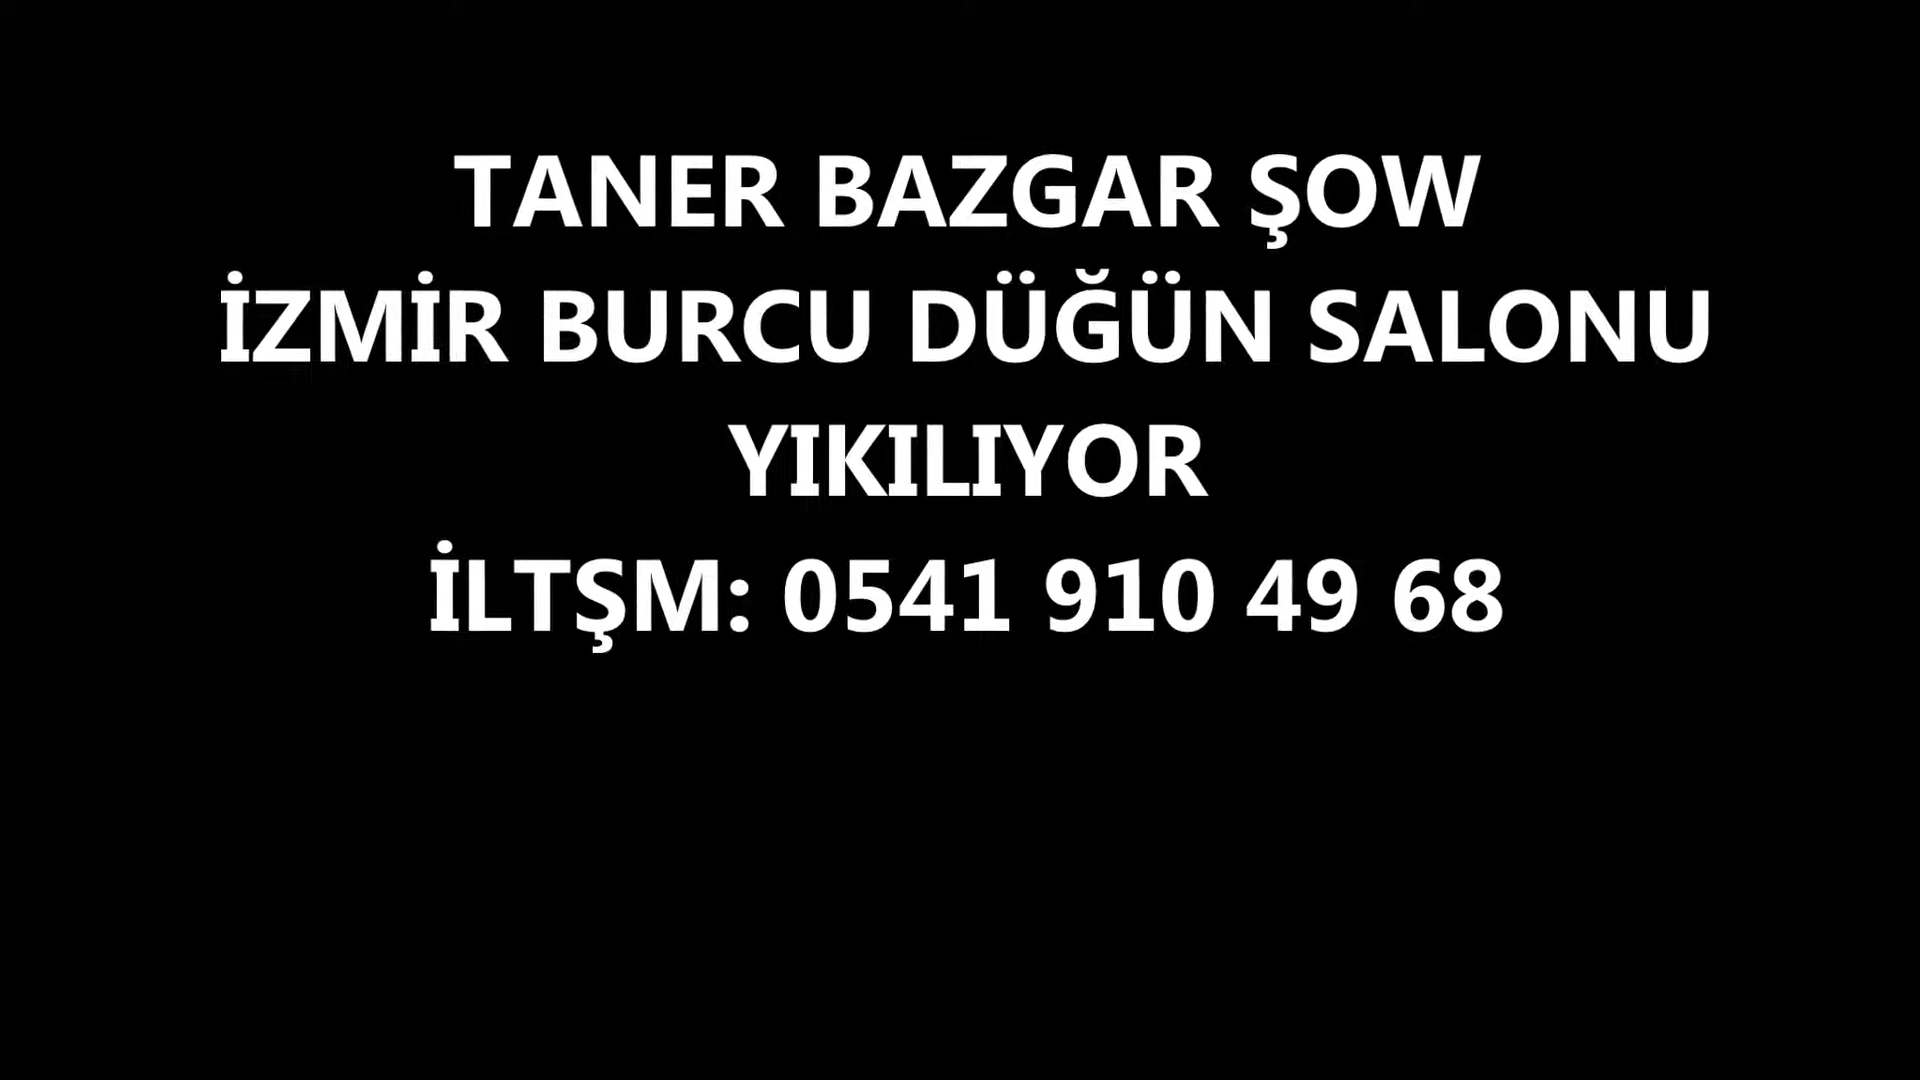 TANER BAZGAR ŞOW
İZMİR BURCU DÜĞÜN SALONU
YIKILIYOR
İLTŞM: 0541 910 49 68